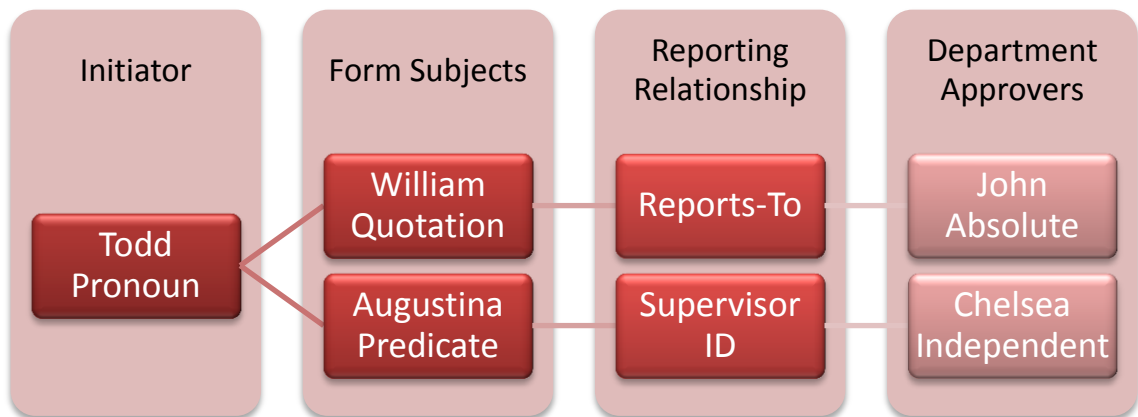 Initiator
Form Subjects
Reporting
Relationship
Department
Approvers
Todd
Pronoun
William
Quotation
Reports-To
John
Absolute
Augustina
Predicate
Supervisor
ID
Chelsea
Independent